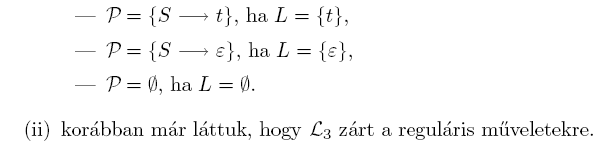 — 𝒫 = {S ⟶ t}, ha L = {t},
— 𝒫 = {S ⟶ ε}, ha L = {ε},
— 𝒫 = ∅, ha L = ∅.
(ii) korábban már láttuk, hogy ℒ₃ zárt a reguláris műveletekre.